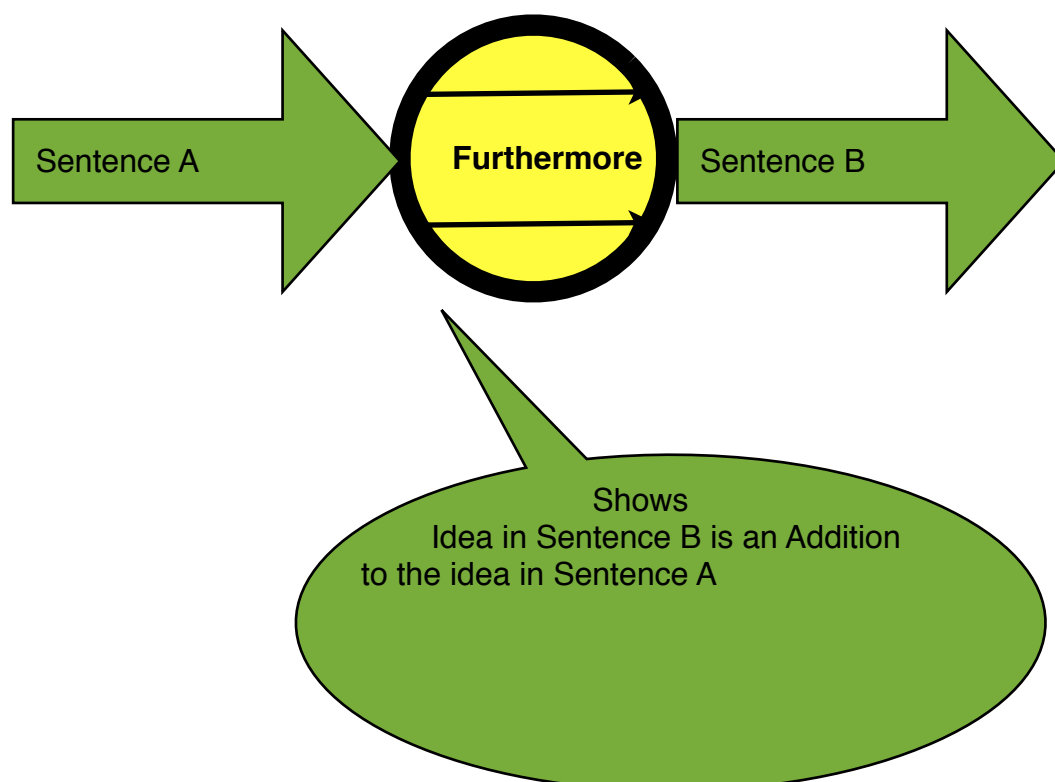 Sentence A
Furthermore
Sentence B
Shows
Idea in Sentence B is an Addition
to the idea in Sentence A